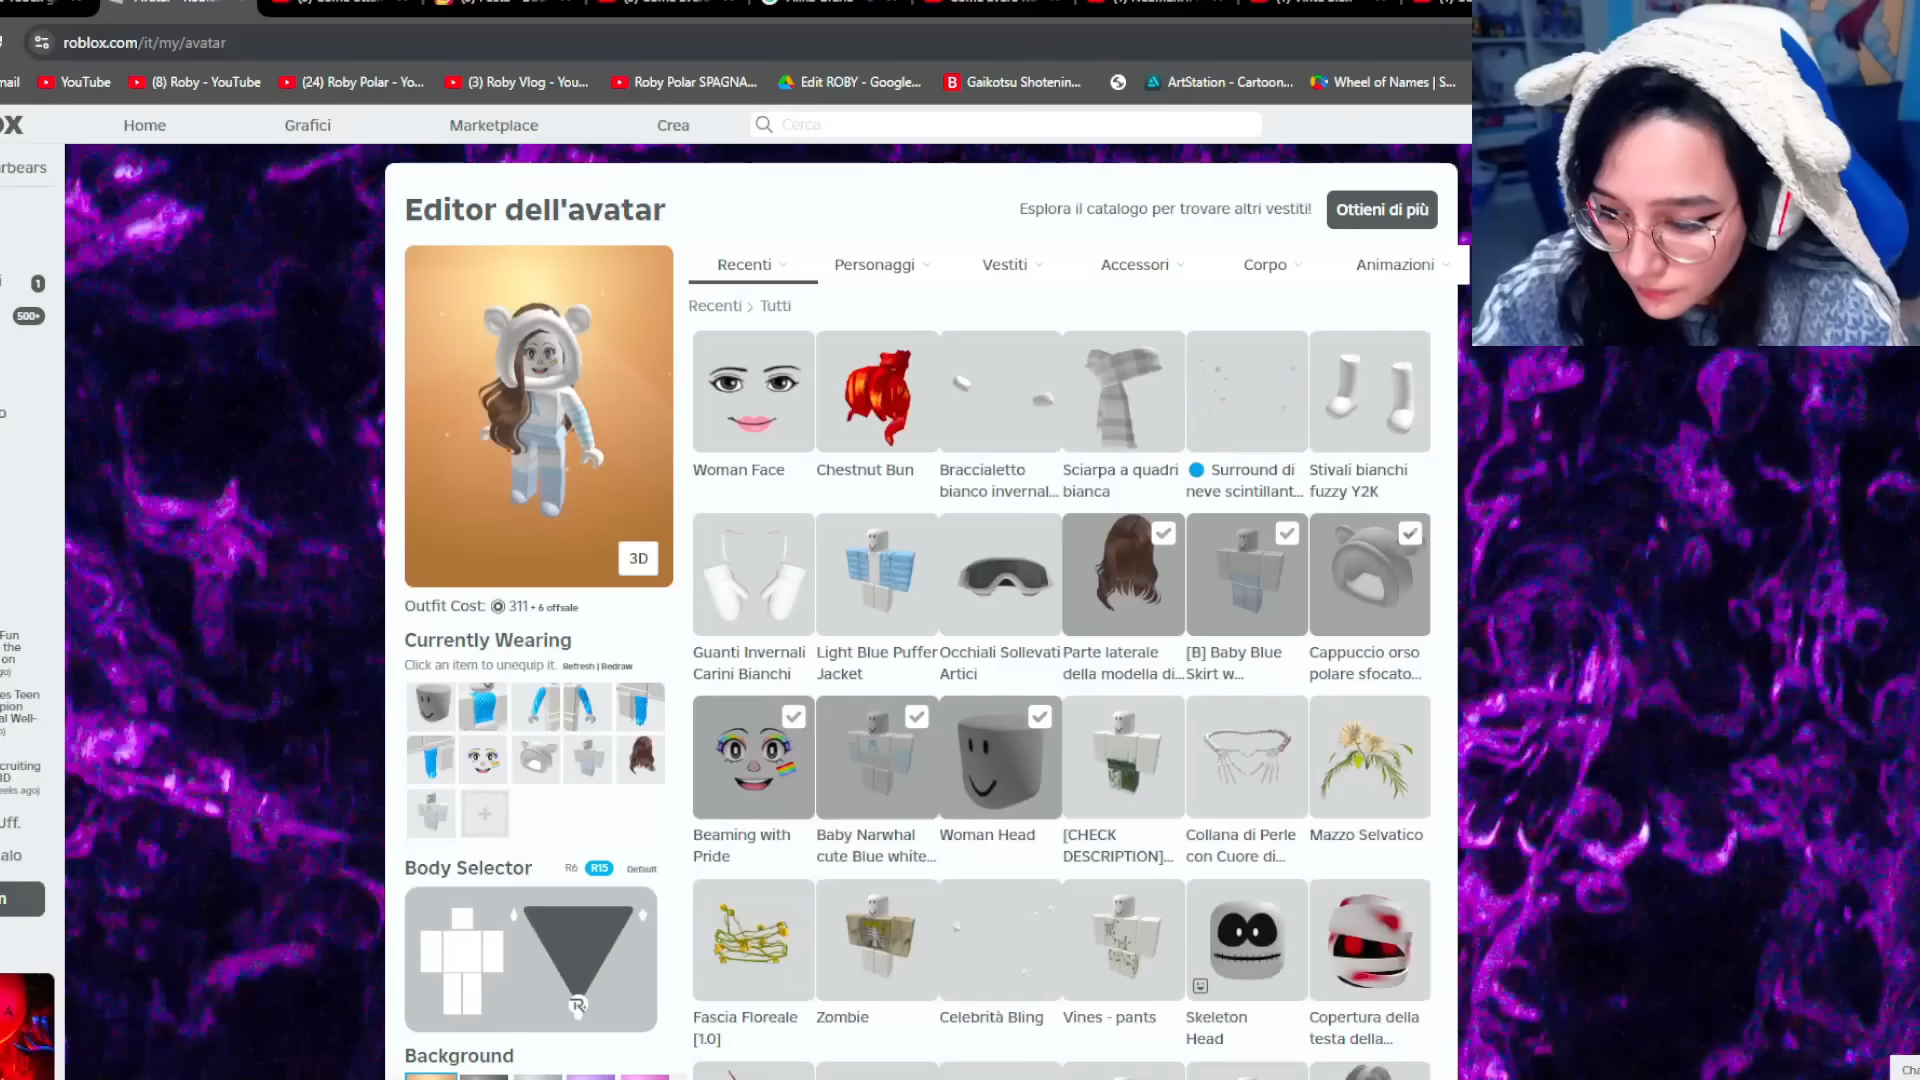 roblox.com/it/my/avatar
YouTube
(8) Roby - YouTube
(24) Roby Polar - Yo...
(3) Roby Vlog - You...
Roby Polar SPAGNA...
Edit ROBY - Google...
Gaikotsu Shotenin...
ArtStation - Cartoon...
Wheel of Names | S...
Home
Grafici
Marketplace
Crea
Cerca
Editor dell'avatar
Esplora il catalogo per trovare altri vestiti!
Ottieni di più
Recenti
Personaggi
Vestiti
Accessori
Corpo
Animazioni
Recenti > Tutti
1
500+
3D
Outfit Cost: 311 + 6 offsale
Currently Wearing
Click an item to unequip it. Refresh | Redraw
Body Selector
R6
R15
Default
Background
Woman Face
Chestnut Bun
Braccialetto
bianco invernal...
Sciarpa a quadri
bianca
Surround di
neve scintillant...
Stivali bianchi
fuzzy Y2K
Guanti Invernali
Carini Bianchi
Light Blue Puffer
Jacket
Occhiali Sollevati
Artici
Parte laterale
della modella di...
[B] Baby Blue
Skirt w...
Cappuccio orso
polare sfocato...
Beaming with
Pride
Baby Narwhal
cute Blue white...
Woman Head
[CHECK
DESCRIPTION]...
Collana di Perle
con Cuore di...
Mazzo Selvatico
Fascia Floreale
[1.0]
Zombie
Celebrità Bling
Vines - pants
Skeleton
Head
Copertura della
testa della...